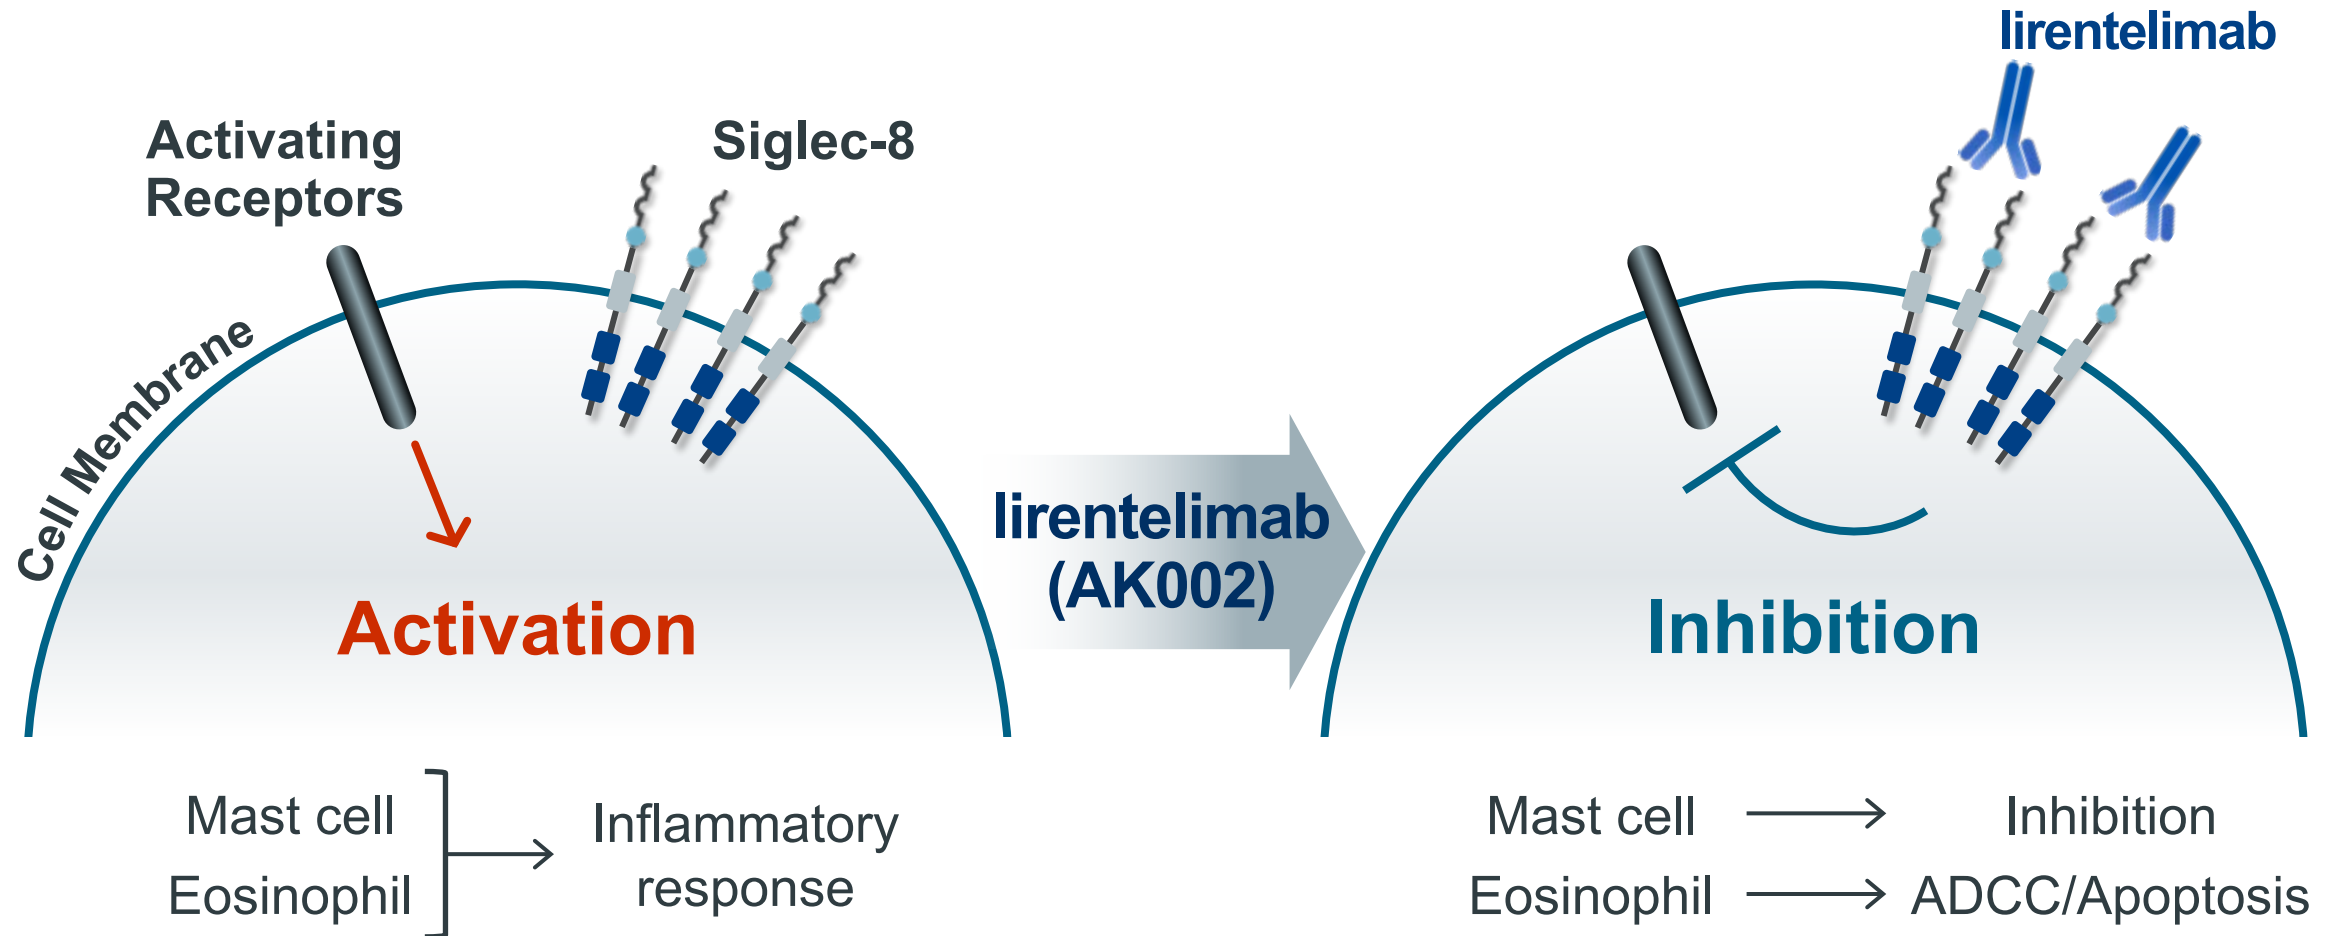 lirentelimab
Activating
Receptors
Siglec-8
Cell Membrane
lirentelimab
(AK002)
Activation
Inhibition
Mast cell
Eosinophil
Inflammatory
response
Mast cell
Inhibition
Eosinophil
ADCC/Apoptosis